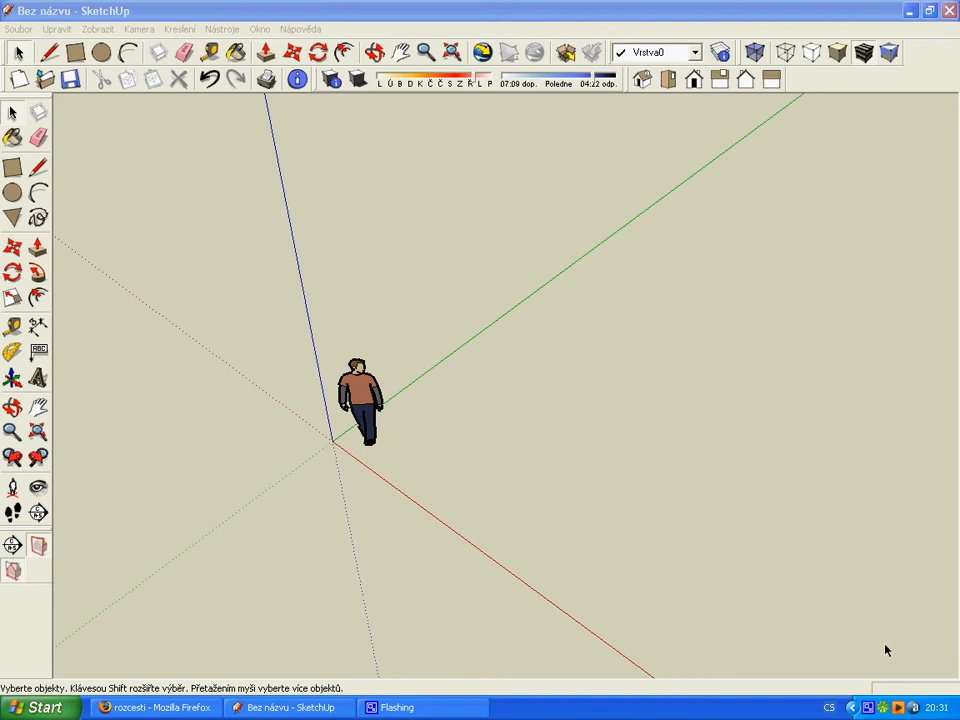 Bez názvu - SketchUp
Soubor Upravit Zobrazit Kamera Kreslení Nástroje Okno Nápověda
Vrstva0
L Ú B D K Č Č S Z Ř L P 07:09 dop. Poledne 04:22 odp.
ABC
Vyberte objekty. Klávesou Shift rozšiřte výběr. Přetažením myši vyberte více objektů.
Start rozcesti - Mozilla Firefox Bez názvu - SketchUp Flashing CS 20:31